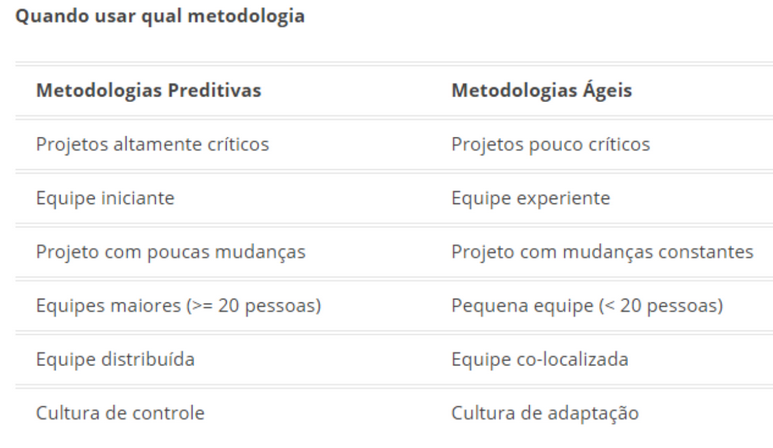 Quando usar qual metodologia
Metodologias Preditivas Metodologias Ágeis
Projetos altamente críticos Projetos pouco críticos
Equipe iniciante Equipe experiente
Projeto com poucas mudanças Projeto com mudanças constantes
Equipes maiores (>= 20 pessoas) Pequena equipe (< 20 pessoas)
Equipe distribuída Equipe co-localizada
Cultura de controle Cultura de adaptação